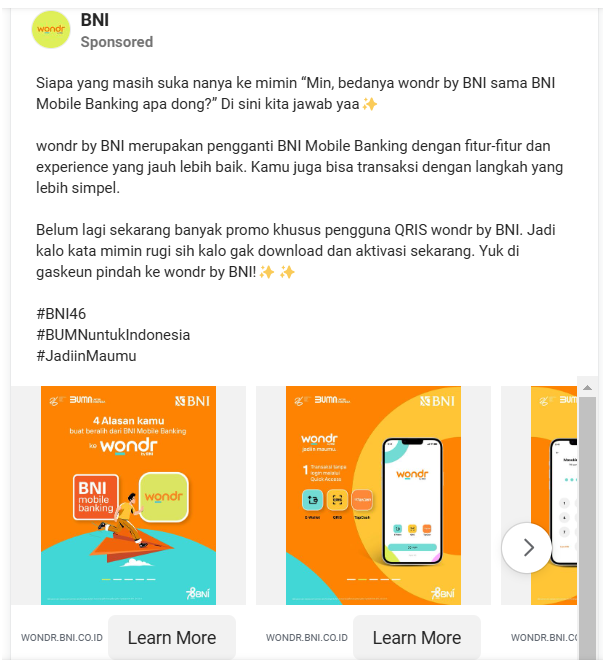 wondr
BNI
Sponsored
Siapa yang masih suka nanya ke mimin “Min, bedanya wondr by BNI sama BNI
Mobile Banking apa dong?” Di sini kita jawab yaa✨
wondr by BNI merupakan pengganti BNI Mobile Banking dengan fitur-fitur dan
experience yang jauh lebih baik. Kamu juga bisa transaksi dengan langkah yang
lebih simpel.
Belum lagi sekarang banyak promo khusus pengguna QRIS wondr by BNI. Jadi
kalo kata mimin rugi sih kalo gak download dan aktivasi sekarang. Yuk di
gaskeun pindah ke wondr by BNI!✨✨
#BNI46
#BUMNuntukIndonesia
#JadiinMaumu
BUMN
BNI
4 Alasan kamu
buat beralih dari BNI Mobile Banking
ke wondr
by BNI
BNI
mobile
banking
wondr
78 BNI
BUMN
BNI
wondr
by BNI
jadiin maumu.
1 Transaksi tanpa
login melalui
Quick Access
E-Wallet
QRIS
TapCash
wondr
78 BNI
BUMN
WONDR.BNI.CO.ID
Learn More
WONDR.BNI.CO.ID
Learn More
WONDR.BNI.C